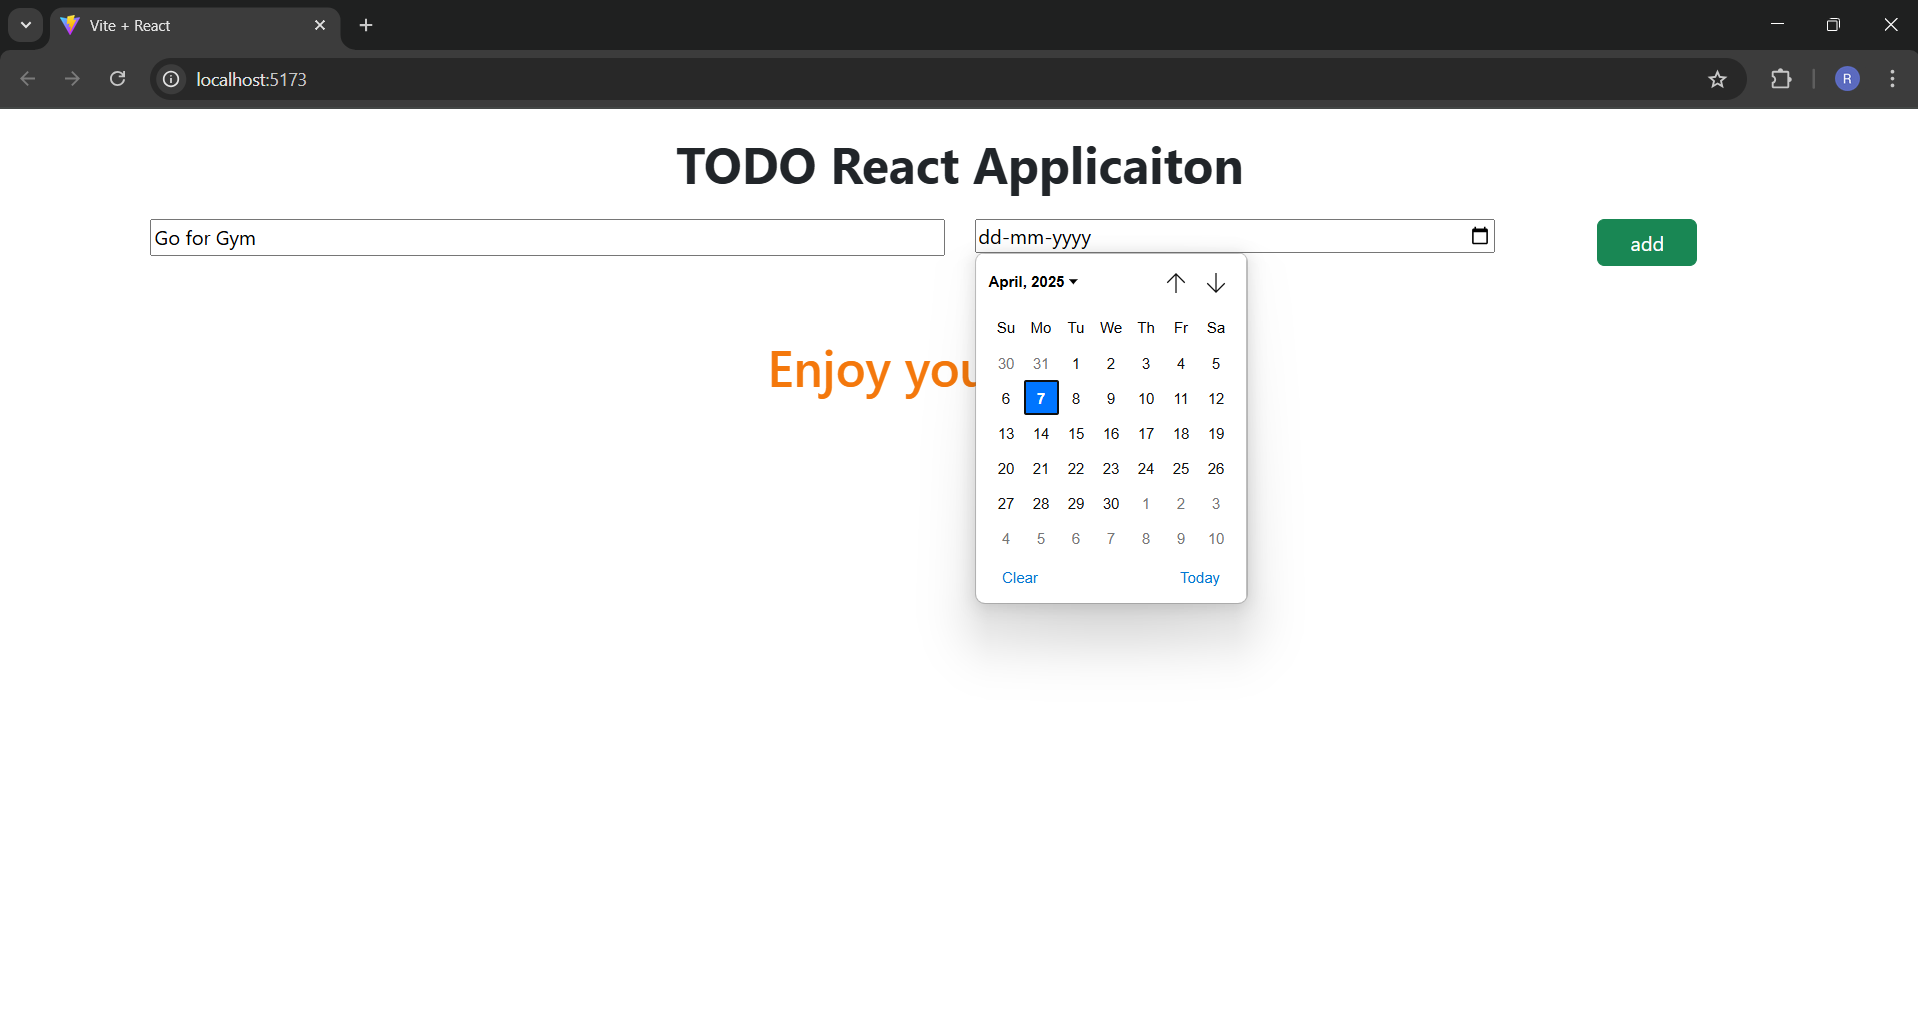 Vite + React
localhost:5173
R
TODO React Applicaiton
Go for Gym
dd-mm-yyyy
add
Enjoy
April, 2025
Su Mo Tu We Th Fr Sa
30 31 1 2 3 4 5
6 7 8 9 10 11 12
13 14 15 16 17 18 19
20 21 22 23 24 25 26
27 28 29 30 1 2 3
4 5 6 7 8 9 10
Clear Today